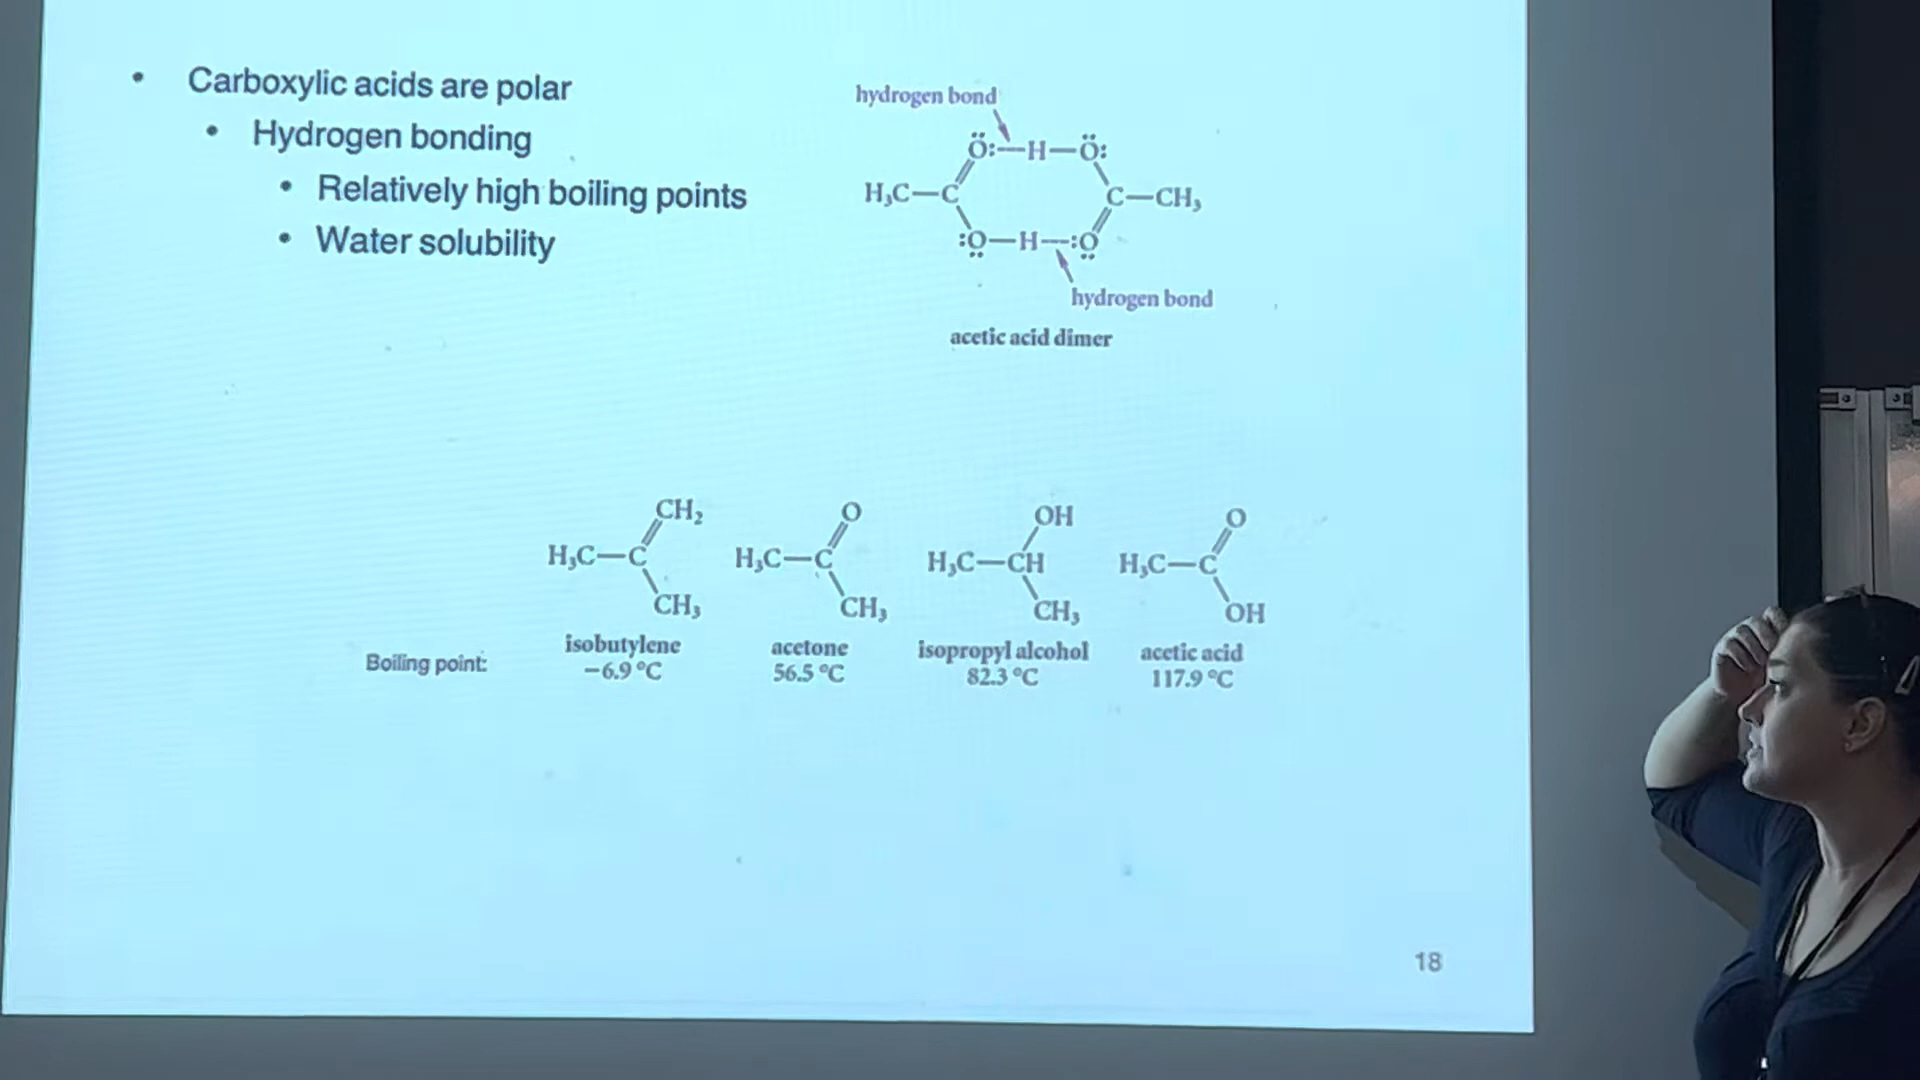 • Carboxylic acids are polar
• Hydrogen bonding
• Relatively high boiling points
• Water solubility
hydrogen bond
Ö:—H—Ö:
H₃C—C C—CH₃
:O—H—:O
hydrogen bond
acetic acid dimer
CH₂ O OH O
H₃C—C H₃C—C H₃C—CH H₃C—C
CH₃ CH₃ CH₃ OH
isobutylene acetone isopropyl alcohol acetic acid
Boiling point: −6.9 °C 56.5 °C 82.3 °C 117.9 °C
18